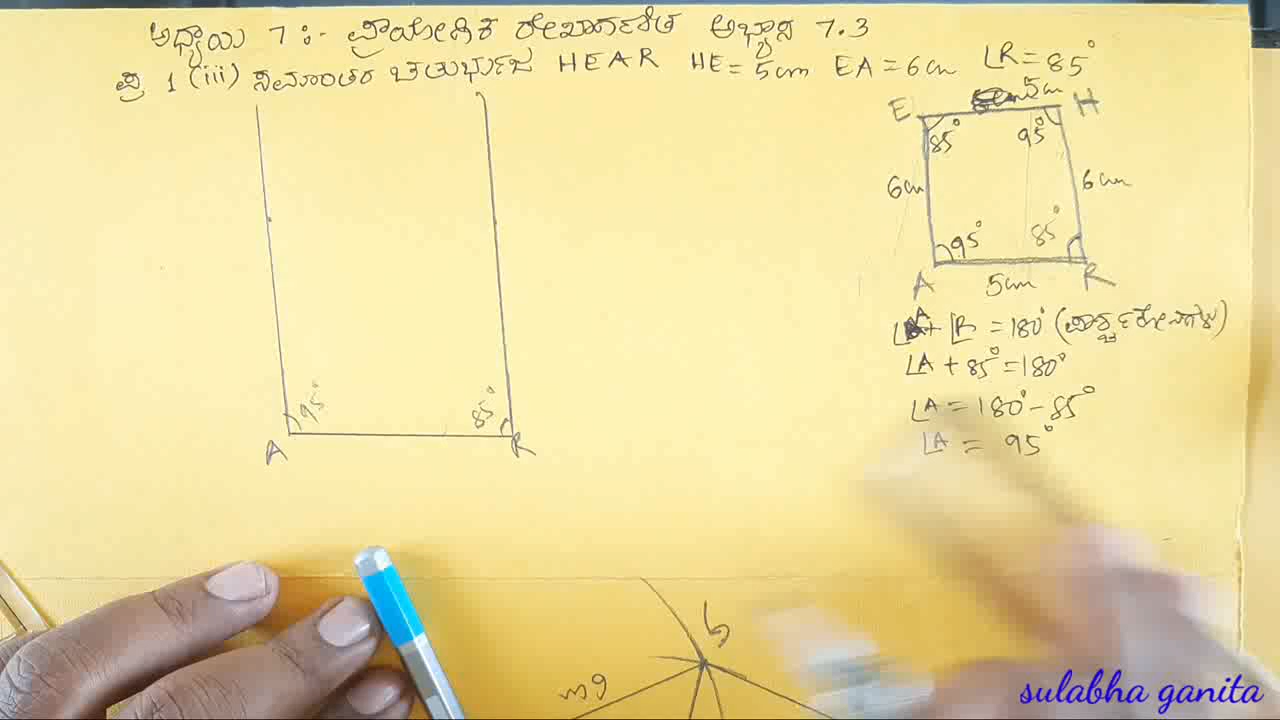 ಅಧ್ಯಾಯ 7 :- ಪ್ರಾಯೋಗಿಕ ರೇಖಾಗಣಿತ ಅಭ್ಯಾಸ 7.3
ಪ್ರ 1 (iii) ಸಮಾಂತರ ಚತುರ್ಭುಜ HEAR HE = 5cm EA = 6cm ∟R = 85°
5cm
E H
85° 95°
6cm 6cm
95° 85°
A R
5cm
95° 85°
A R
∟A + ∟R = 180° (
∟A + 85° = 180°
∟A = 180° - 85°
∟A = 95°
sulabha ganita